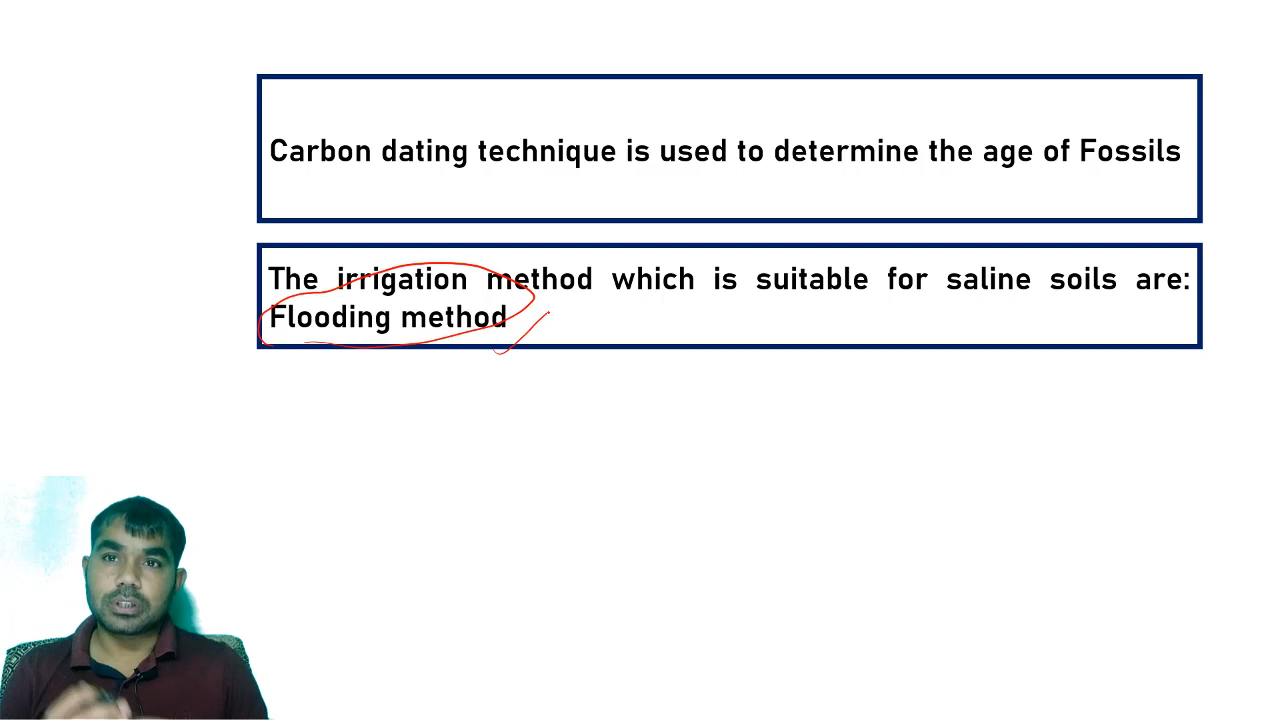 Carbon dating technique is used to determine the age of Fossils
The irrigation method which is suitable for saline soils are:
Flooding method